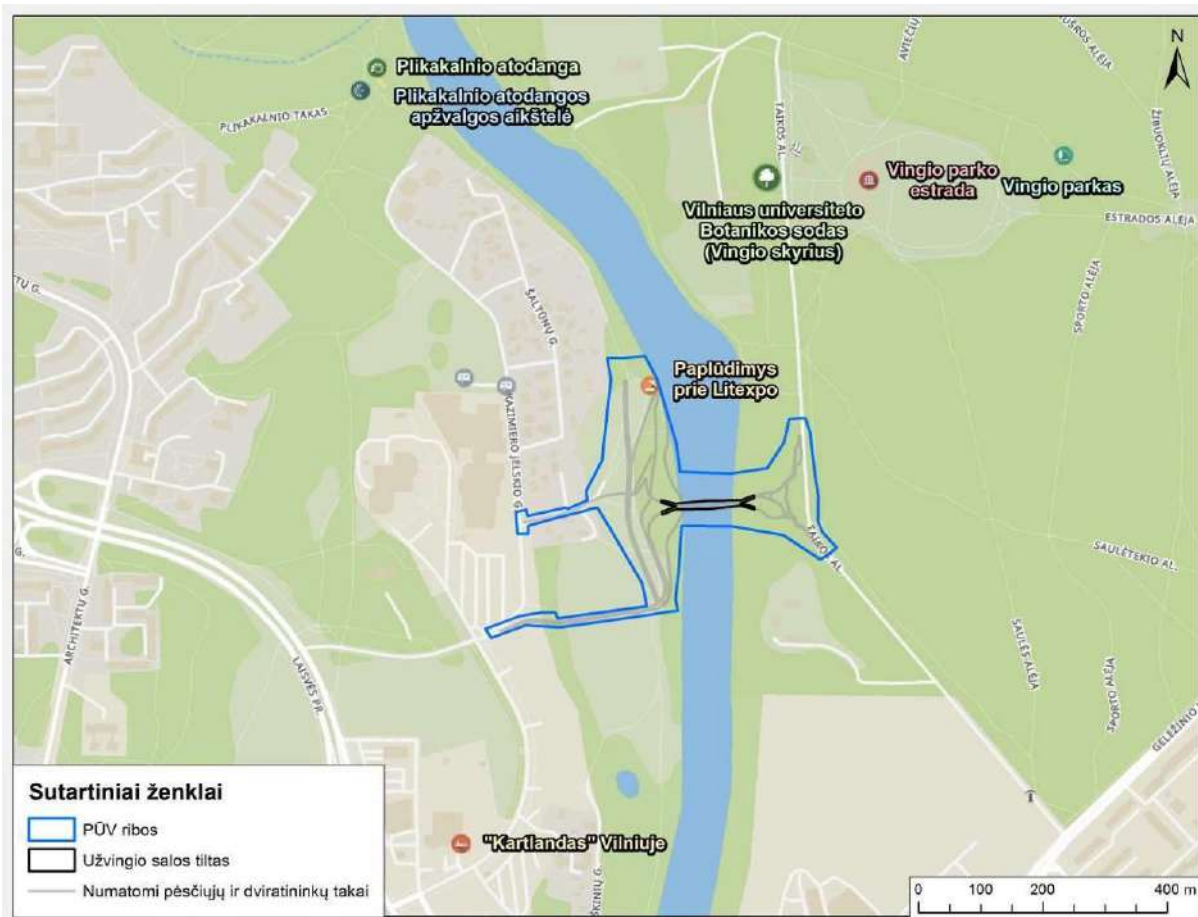 N
Plikakalnio atodanga
Plikakalnio atodangos
apžvalgos aikštelė
PLIKAKALNIO TAKAS
AVIEČIŲ
ŽIBUOKLIŲ ALĖJA
TAIKOS AL.
Vingio parko
estrada
Vingio parkas
Vilniaus universiteto
Botanikos sodas
(Vingio skyrius)
ESTRADOS ALĖJA
SPORTO ALĖJA
ŠALTONŲ G.
Paplūdimys
prie Litexpo
KAZIMIERO JELSKIO G.
TAIKOS AL.
SAULĖTEKIO AL.
ARCHITEKTŲ G.
LAISVĖS PR.
SAULĖS ALĖJA
SPORTO ALĖJA
"Kartlandas" Vilniuje
Sutartiniai ženklai
PŪV ribos
Užvingio salos tiltas
Numatomi pėsčiųjų ir dviratininkų takai
0 100 200 400 m